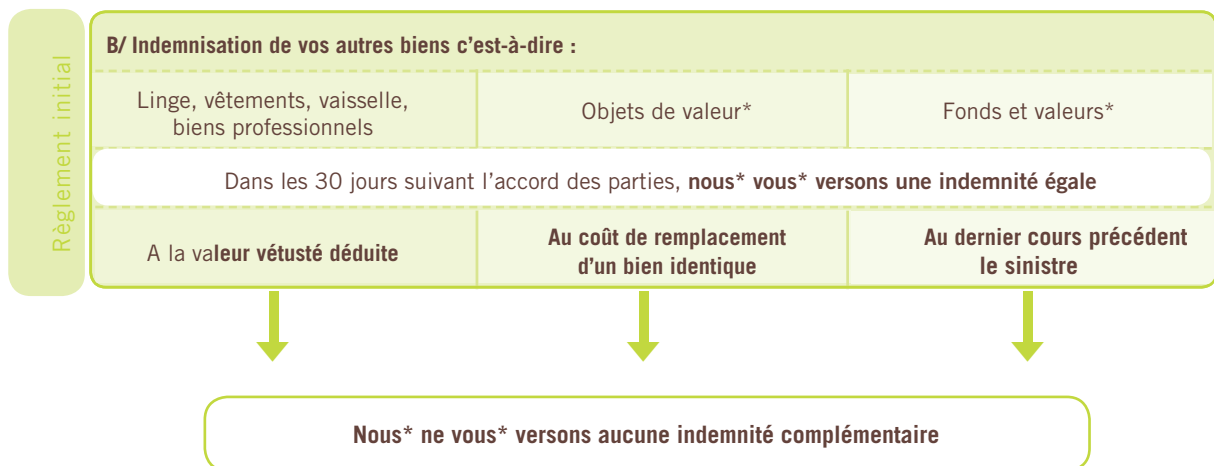 Règlement initial
B/ Indemnisation de vos autres biens c'est-à-dire :
Linge, vêtements, vaisselle,
biens professionnels
Objets de valeur*
Fonds et valeurs*
Dans les 30 jours suivant l'accord des parties, nous* vous* versons une indemnité égale
A la valeur vétusté déduite
Au coût de remplacement
d'un bien identique
Au dernier cours précédent
le sinistre
Nous* ne vous* versons aucune indemnité complémentaire